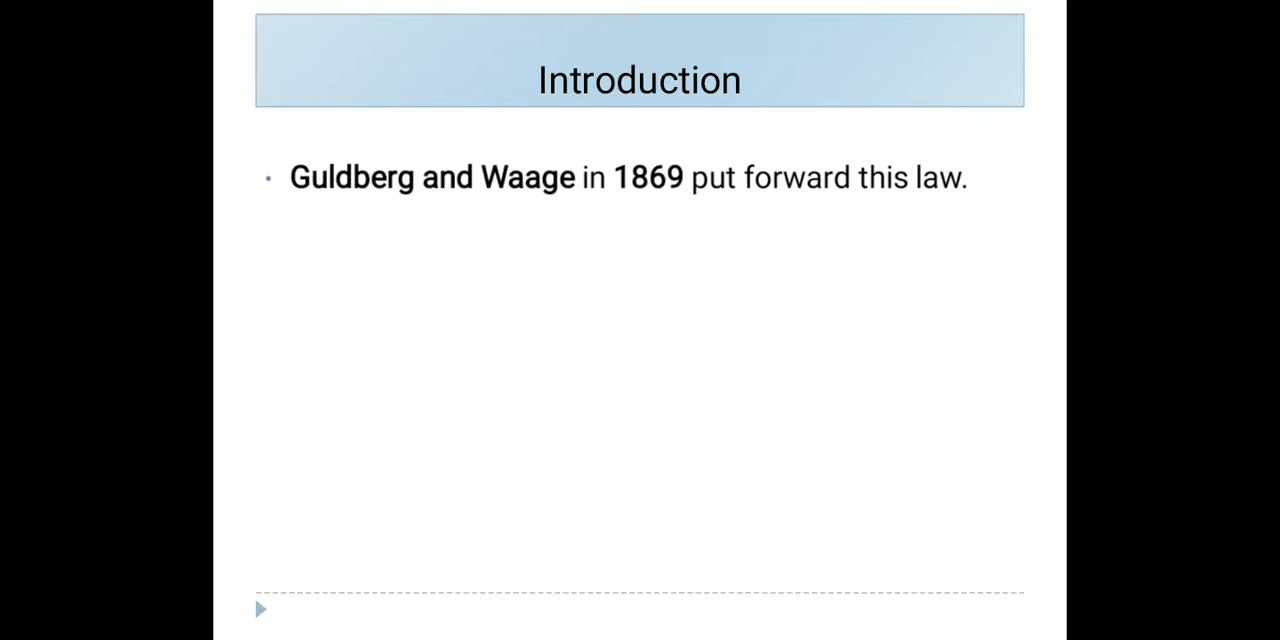 Introduction
• Guldberg and Waage in 1869 put forward this law.